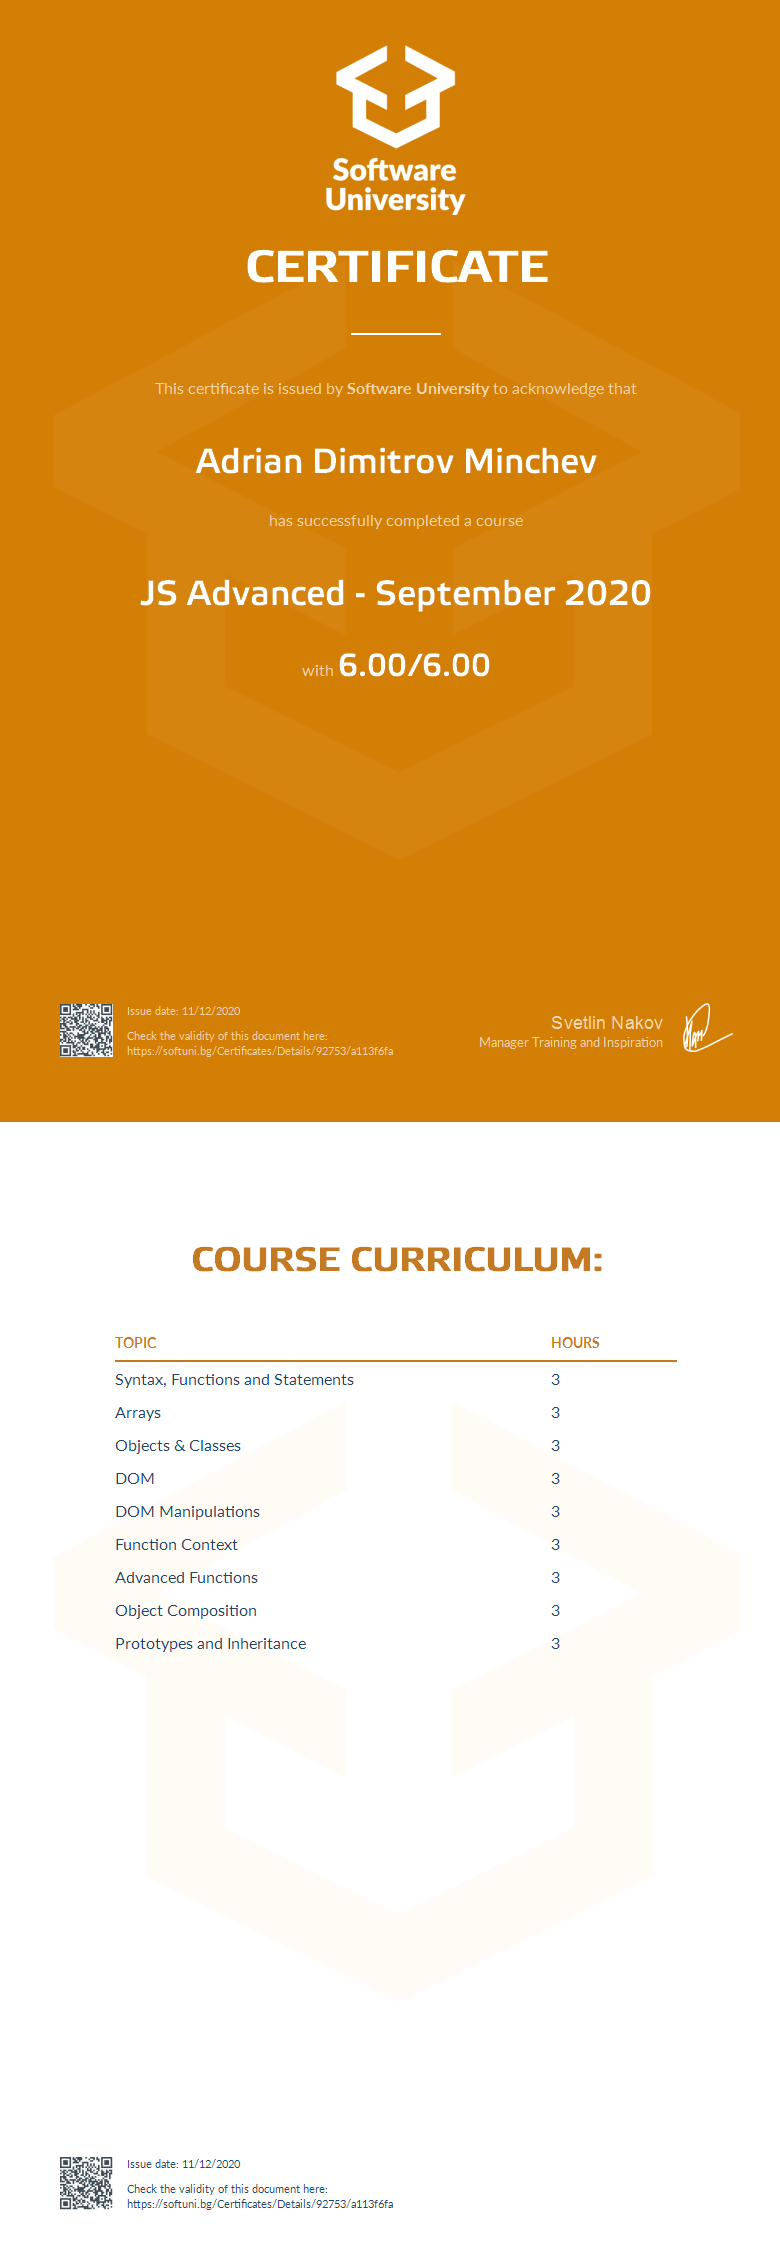 Software
University
CERTIFICATE
This certificate is issued by Software University to acknowledge that
Adrian Dimitrov Minchev
has successfully completed a course
JS Advanced - September 2020
with 6.00/6.00
Issue date: 11/12/2020
Check the validity of this document here:
https://softuni.bg/Certificates/Details/92753/a113f6fa
Svetlin Nakov
Manager Training and Inspiration
COURSE CURRICULUM:
TOPIC HOURS
Syntax, Functions and Statements 3
Arrays 3
Objects & Classes 3
DOM 3
DOM Manipulations 3
Function Context 3
Advanced Functions 3
Object Composition 3
Prototypes and Inheritance 3
Issue date: 11/12/2020
Check the validity of this document here:
https://softuni.bg/Certificates/Details/92753/a113f6fa